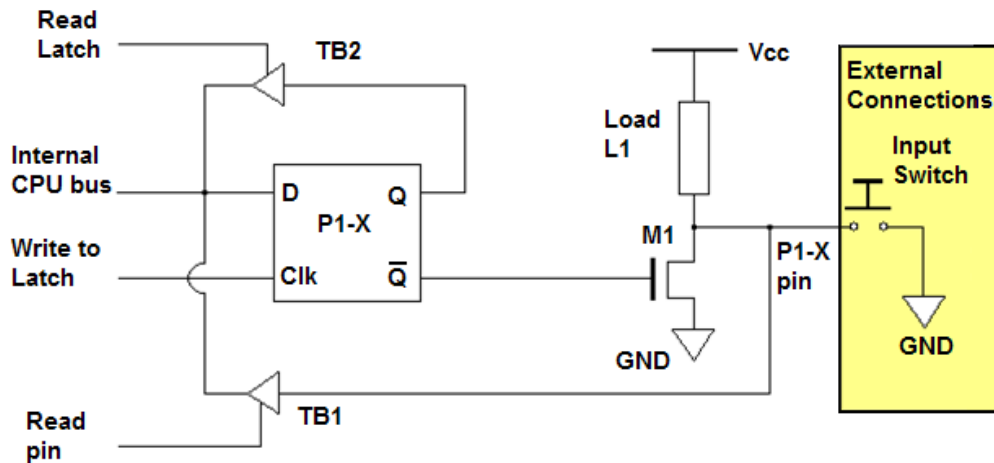 Read
Latch
TB2
Vcc
External
Connections
Load
L1
Input
Switch
Internal
CPU bus
D
Q
P1-X
M1
Write to
Latch
Clk
Q̅
P1-X
pin
GND
GND
TB1
Read
pin